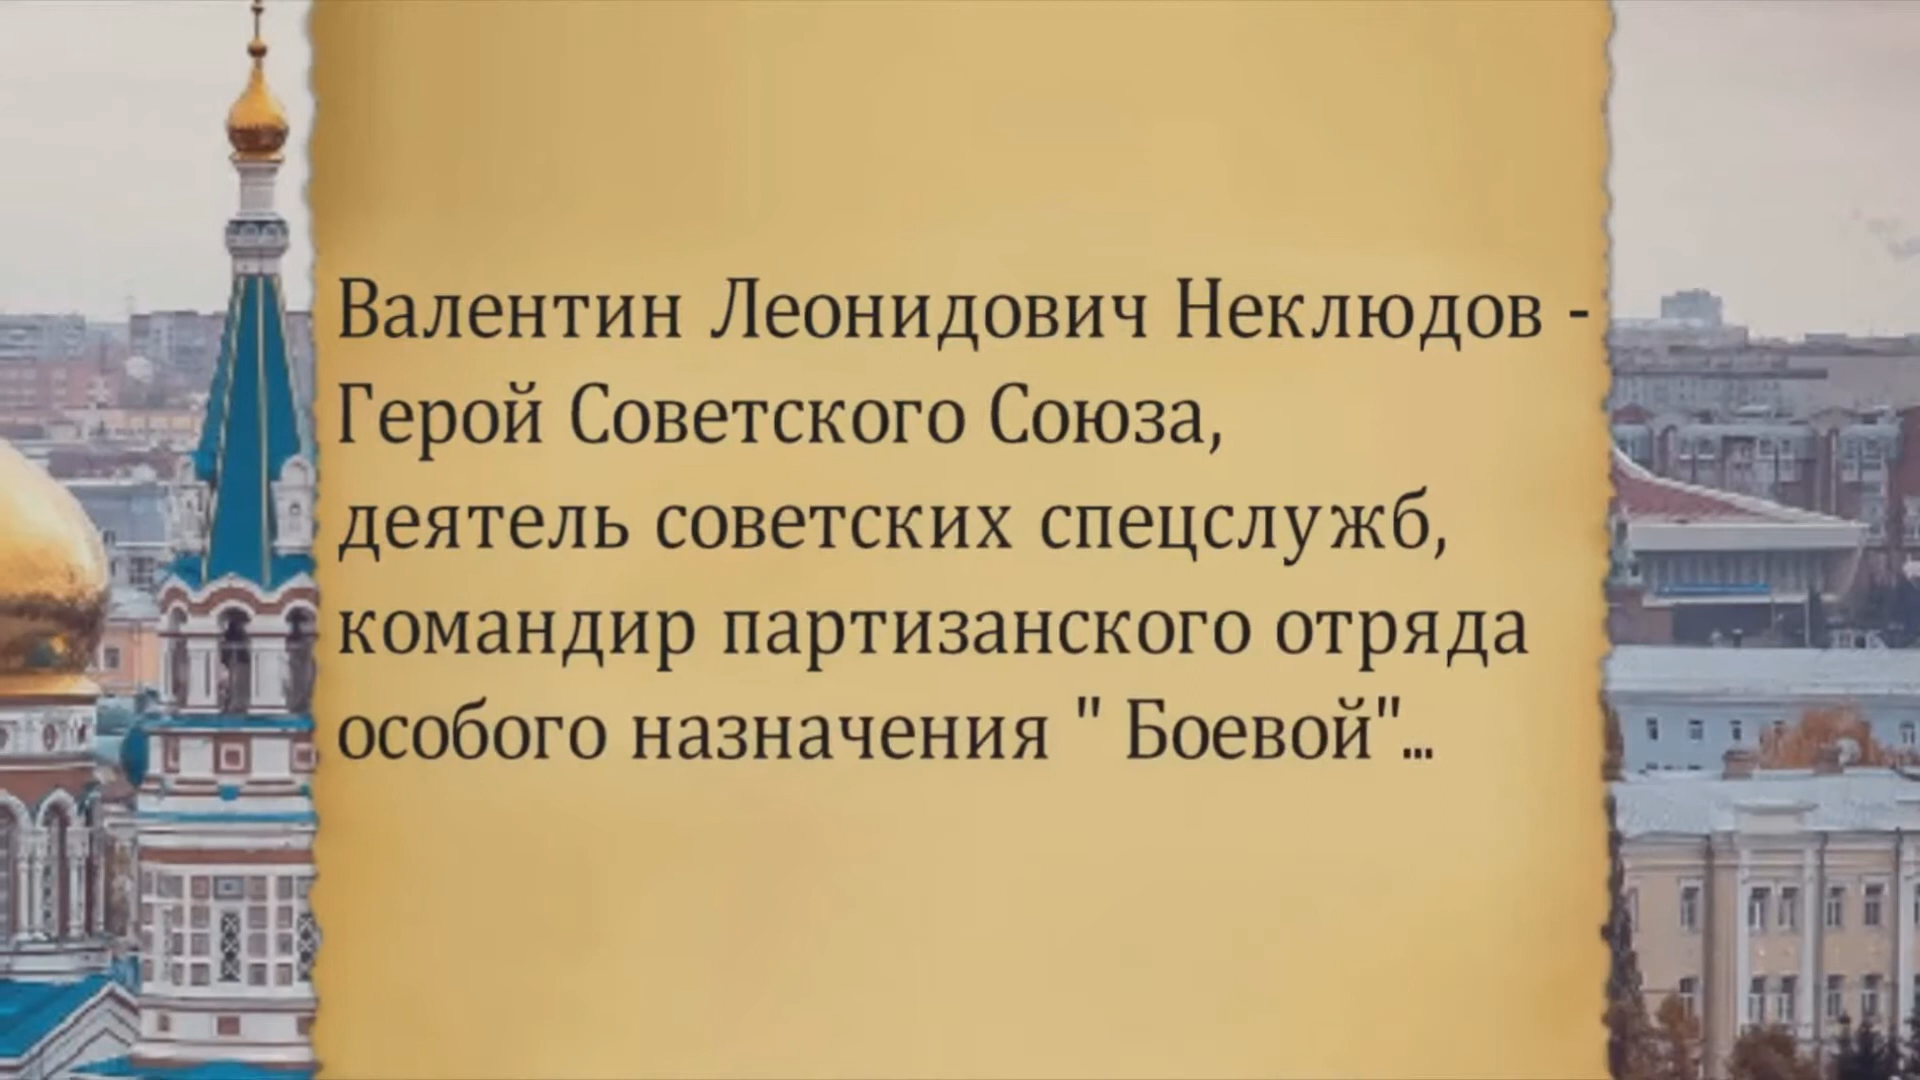 Валентин Леонидович Неклюдов -
Герой Советского Союза,
деятель советских спецслужб,
командир партизанского отряда
особого назначения " Боевой"...